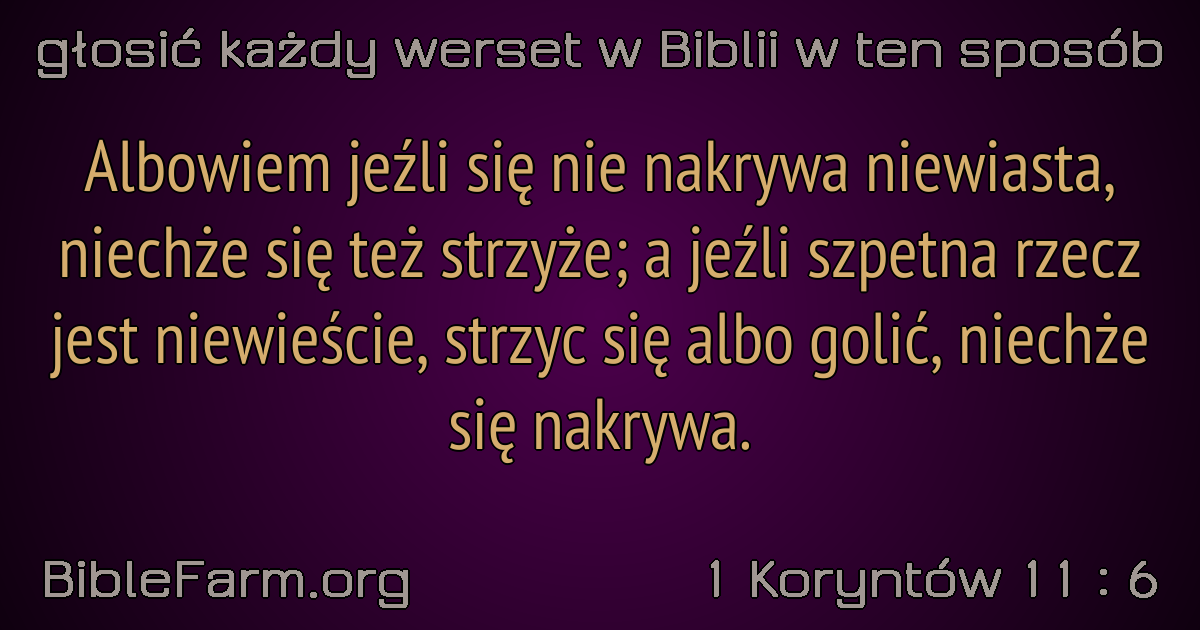 głosić każdy werset w Biblii w ten sposób
Albowiem jeźli się nie nakrywa niewiasta,
niechże się też strzyże; a jeźli szpetna rzecz
jest niewieście, strzyc się albo golić, niechże
się nakrywa.
BibleFarm.org
1 Koryntów 11 : 6